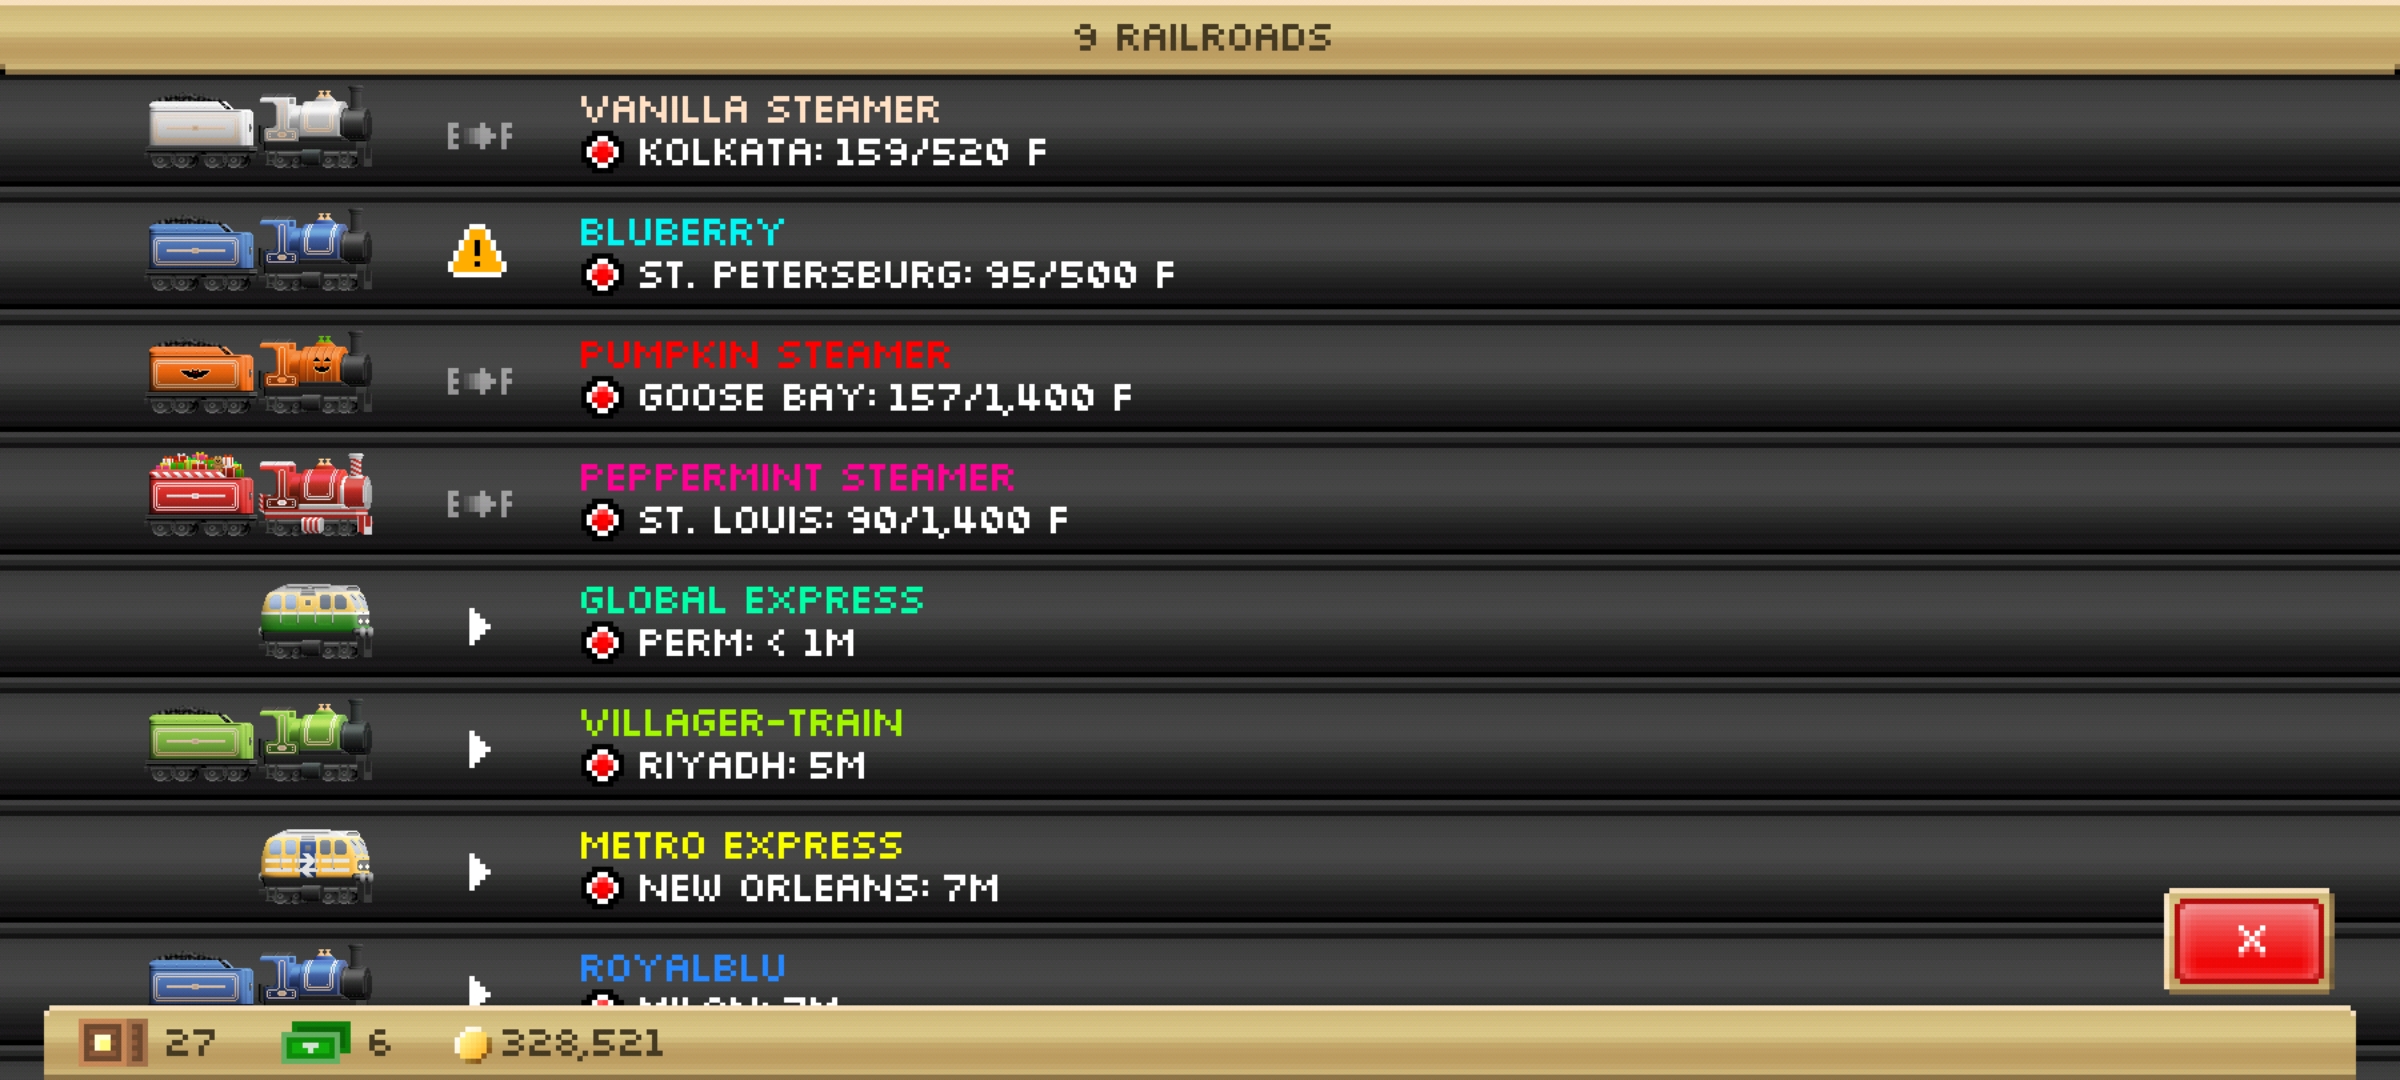 9 RAILROADS
VANILLA STEAMER
E F
KOLKATA: 159/520 F
BLUBERRY
ST. PETERSBURG: 95/500 F
PUMPKIN STEAMER
E F
GOOSE BAY: 157/1,400 F
PEPPERMINT STEAMER
E F
ST. LOUIS: 90/1,400 F
GLOBAL EXPRESS
PERM: < 1M
VILLAGER-TRAIN
RIYADH: 5M
METRO EXPRESS
NEW ORLEANS: 7M
ROYALBLU
MILAN: 7M
X
27 6 328,521